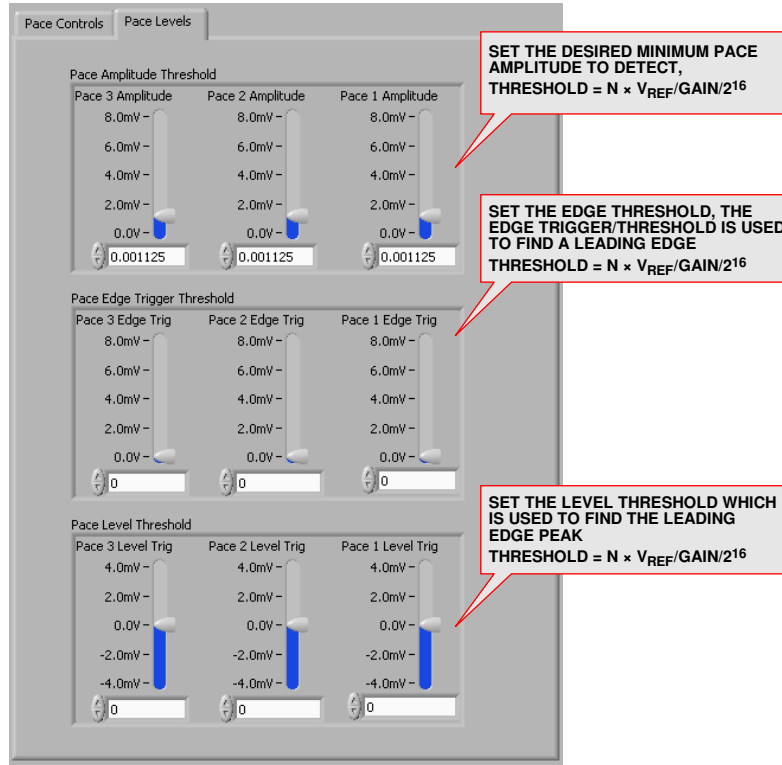 Pace Controls
Pace Levels
Pace Amplitude Threshold
Pace 3 Amplitude Pace 2 Amplitude Pace 1 Amplitude
8.0mV 8.0mV 8.0mV
6.0mV 6.0mV 6.0mV
4.0mV 4.0mV 4.0mV
2.0mV 2.0mV 2.0mV
0.0V 0.0V 0.0V
0.001125 0.001125 0.001125
SET THE DESIRED MINIMUM PACE
AMPLITUDE TO DETECT,
THRESHOLD = N × VREF/GAIN/2^16
Pace Edge Trigger Threshold
Pace 3 Edge Trig Pace 2 Edge Trig Pace 1 Edge Trig
8.0mV 8.0mV 8.0mV
6.0mV 6.0mV 6.0mV
4.0mV 4.0mV 4.0mV
2.0mV 2.0mV 2.0mV
0.0V 0.0V 0.0V
0 0 0
SET THE EDGE THRESHOLD, THE
EDGE TRIGGER/THRESHOLD IS USED
TO FIND A LEADING EDGE
THRESHOLD = N × VREF/GAIN/2^16
Pace Level Threshold
Pace 3 Level Trig Pace 2 Level Trig Pace 1 Level Trig
4.0mV 4.0mV 4.0mV
2.0mV 2.0mV 2.0mV
0.0V 0.0V 0.0V
-2.0mV -2.0mV -2.0mV
-4.0mV -4.0mV -4.0mV
0 0 0
SET THE LEVEL THRESHOLD WHICH
IS USED TO FIND THE LEADING
EDGE PEAK
THRESHOLD = N × VREF/GAIN/2^16